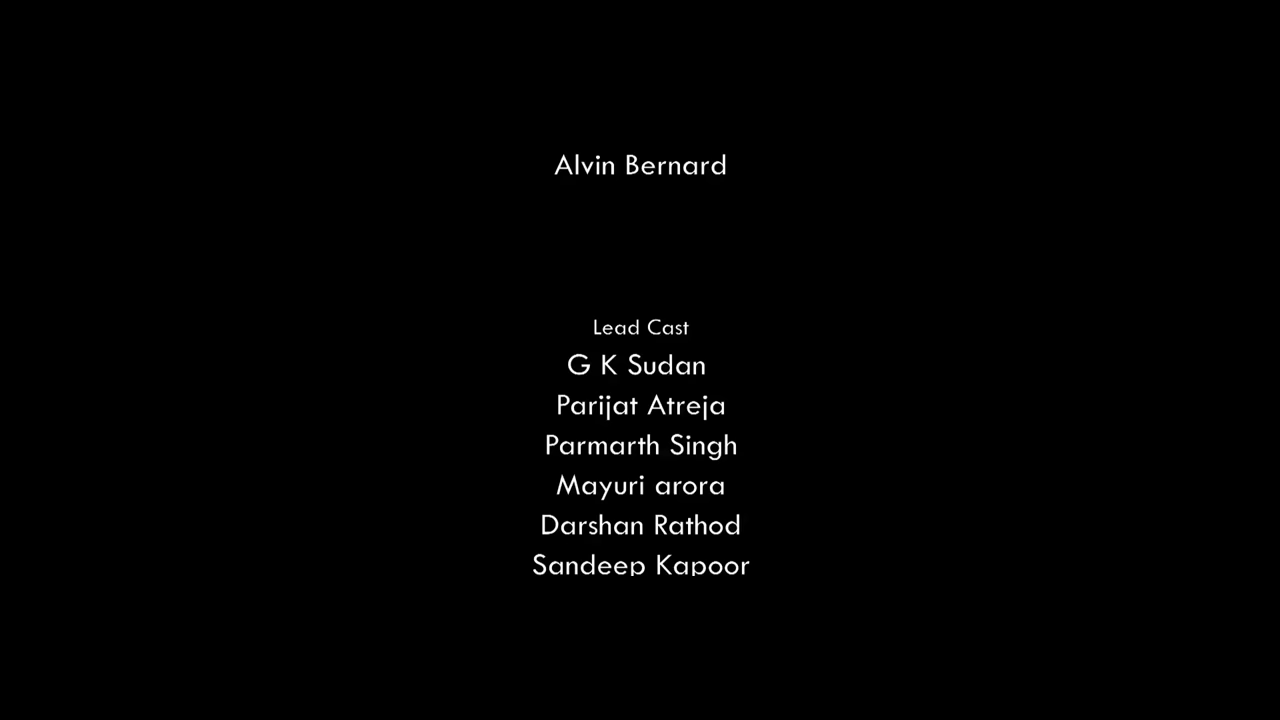 Alvin Bernard
Lead Cast
G K Sudan
Parijat Atreja
Parmarth Singh
Mayuri arora
Darshan Rathod
Sandeep Kapoor